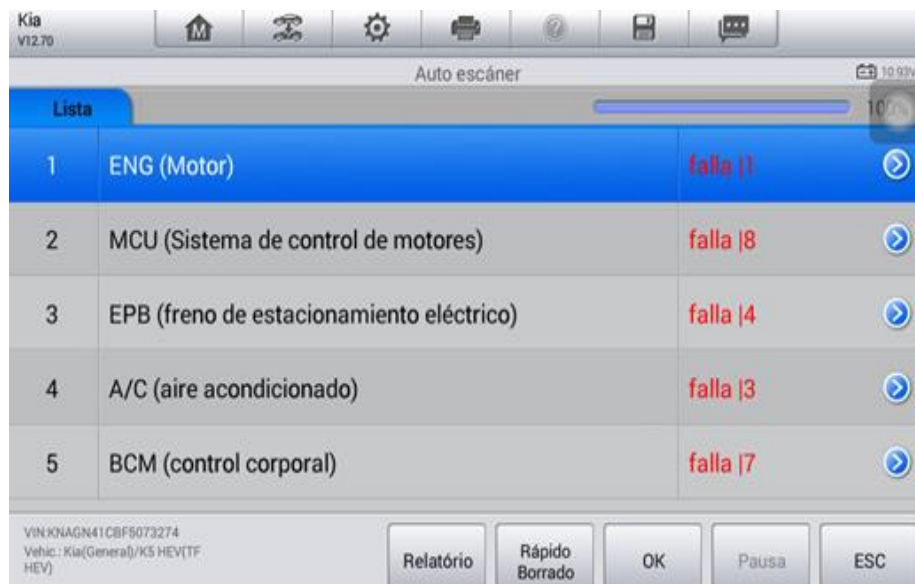 Kia
V12.70
Auto escáner
10.93V
Lista
1 ENG (Motor) falla |1
2 MCU (Sistema de control de motores) falla |8
3 EPB (freno de estacionamiento eléctrico) falla |4
4 A/C (aire acondicionado) falla |3
5 BCM (control corporal) falla |7
VIN:KNAGN41CBF5073274
Vehic.: Kia(General)/K5 HEV(TF
HEV)
Relatório
Rápido
Borrado
OK
Pausa
ESC